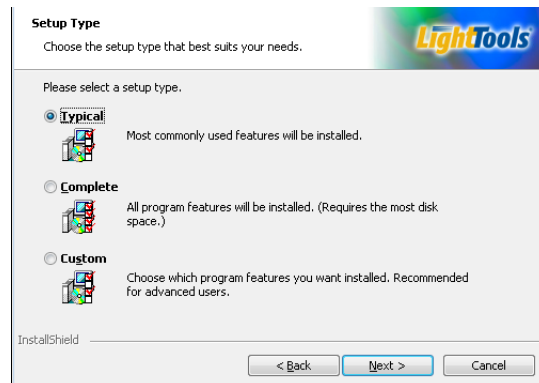 Setup Type
Choose the setup type that best suits your needs.
LightTools
Please select a setup type.
Typical
Most commonly used features will be installed.
Complete
All program features will be installed. (Requires the most disk
space.)
Custom
Choose which program features you want installed. Recommended
for advanced users.
InstallShield
< Back
Next >
Cancel